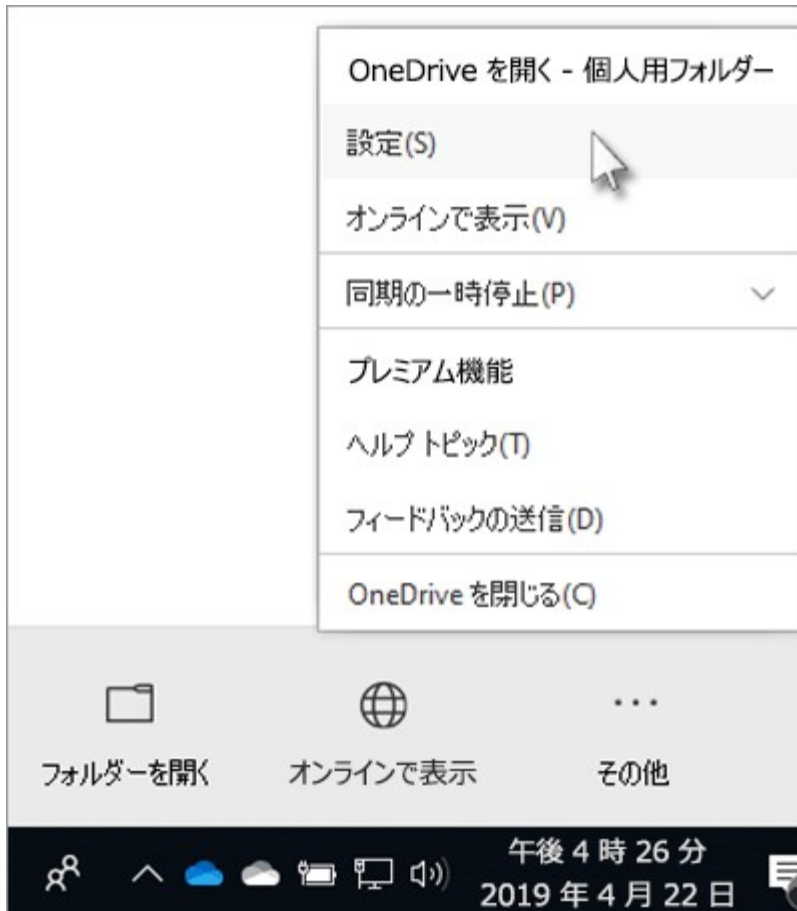 OneDrive を開く - 個人用フォルダー
設定(S)
オンラインで表示(V)
同期の一時停止(P)
プレミアム機能
ヘルプ トピック(T)
フィードバックの送信(D)
OneDrive を閉じる(C)
フォルダーを開く
オンラインで表示
その他
午後 4 時 26 分
2019 年 4 月 22 日